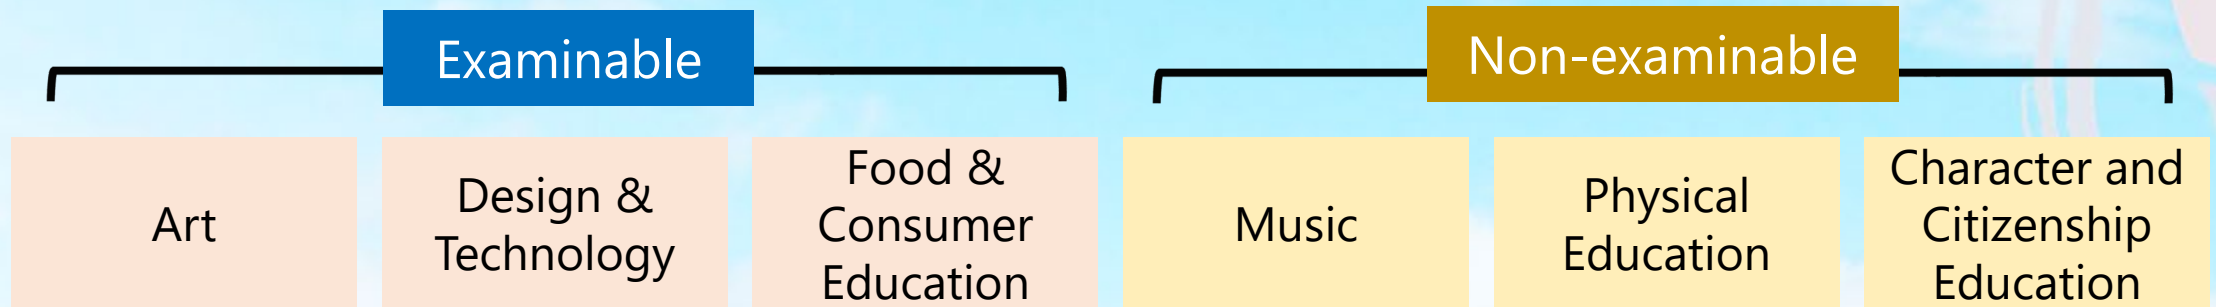 Examinable
Non-examinable
Art
Design &
Technology
Food &
Consumer
Education
Music
Physical
Education
Character and
Citizenship
Education